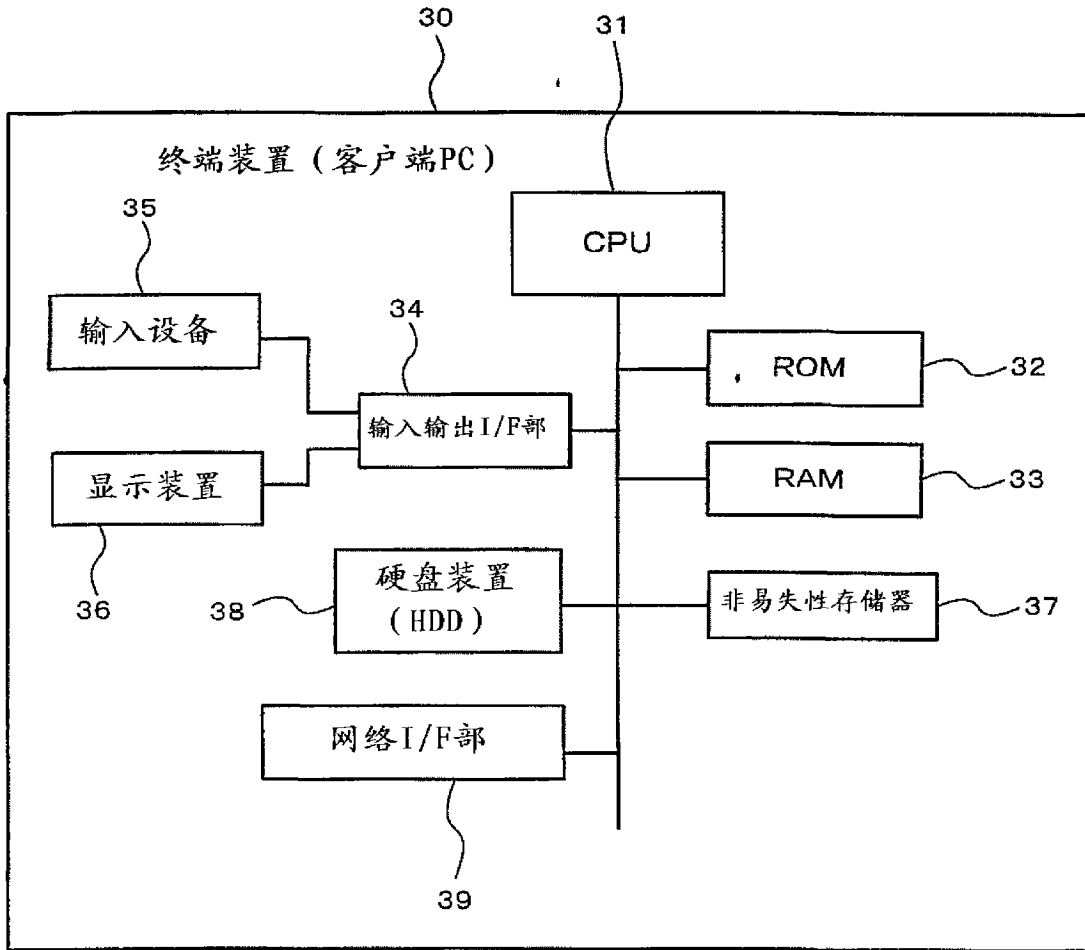 30
31
终端装置(客户端PC)
CPU
35
输入设备
34
输入输出I/F部
ROM
32
显示装置
36
RAM
33
硬盘装置
(HDD)
38
非易失性存储器
37
网络I/F部
39